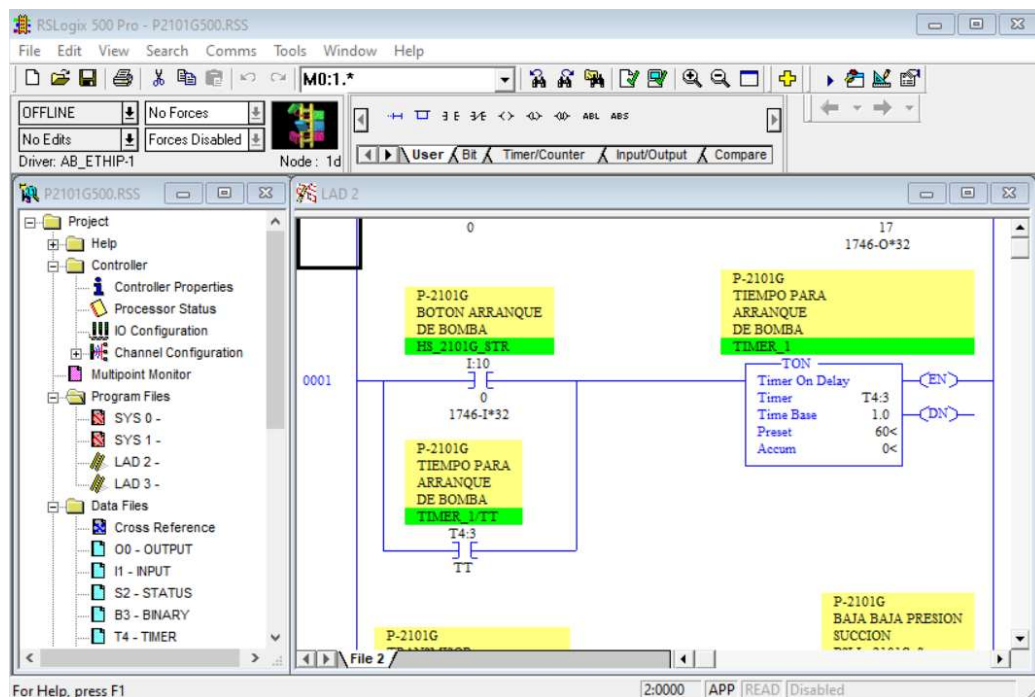 RSLogix 500 Pro - P2101G500.RSS
File Edit View Search Comms Tools Window Help
M0:1.*
OFFLINE No Forces
No Edits Forces Disabled
Driver: AB_ETHIP-1 Node : 1d
ABL ABS
User Bit Timer/Counter Input/Output Compare
P2101G500.RSS
Project
Help
Controller
Controller Properties
Processor Status
IO Configuration
Channel Configuration
Multipoint Monitor
Program Files
SYS 0 -
SYS 1 -
LAD 2 -
LAD 3 -
Data Files
Cross Reference
O0 - OUTPUT
I1 - INPUT
S2 - STATUS
B3 - BINARY
T4 - TIMER
LAD 2
0
17
1746-O*32
P-2101G
BOTON ARRANQUE
DE BOMBA
HS_2101G_STR
I:10
0
1746-I*32
0001
P-2101G
TIEMPO PARA
ARRANQUE
DE BOMBA
TIMER_1
TON
Timer On Delay
Timer T4:3
Time Base 1.0
Preset 60<
Accum 0<
EN
DN
P-2101G
TIEMPO PARA
ARRANQUE
DE BOMBA
TIMER_1/TT
T4:3
TT
P-2101G
P-2101G
BAJA BAJA PRESION
SUCCION
File 2
For Help, press F1
2:0000 APP READ Disabled